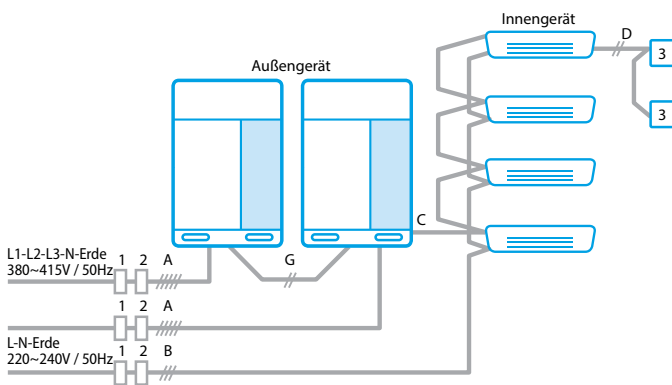 Innengerät
D
3
Außengerät
3
C
L1-L2-L3-N-Erde 1 2 A
380~415V / 50Hz
G
1 2 A
L-N-Erde 1 2 B
220~240V / 50Hz